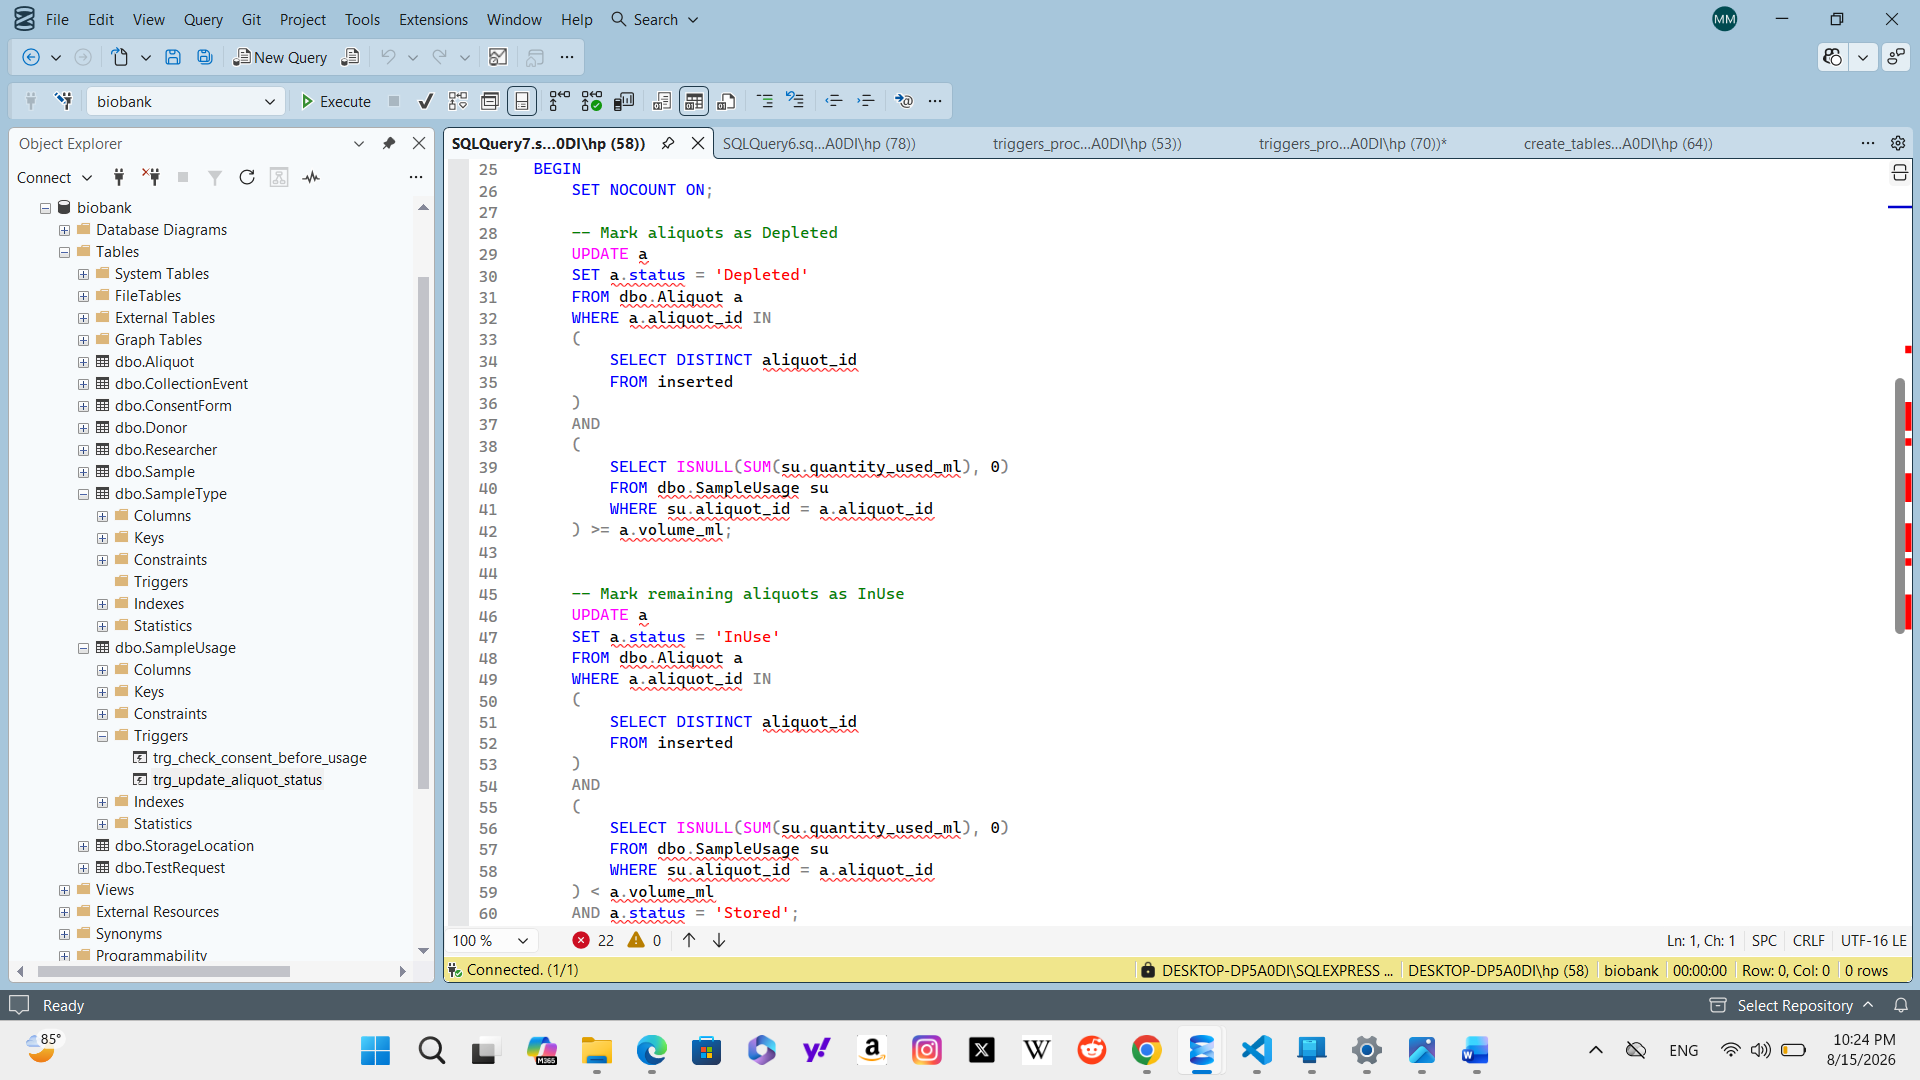 File Edit View Query Git Project Tools Extensions Window Help Search MM
New Query
biobank Execute
Object Explorer
Connect
biobank
Database Diagrams
Tables
System Tables
FileTables
External Tables
Graph Tables
dbo.Aliquot
dbo.CollectionEvent
dbo.ConsentForm
dbo.Donor
dbo.Researcher
dbo.Sample
dbo.SampleType
Columns
Keys
Constraints
Triggers
Indexes
Statistics
dbo.SampleUsage
Columns
Keys
Constraints
Triggers
trg_check_consent_before_usage
trg_update_aliquot_status
Indexes
Statistics
dbo.StorageLocation
dbo.TestRequest
Views
External Resources
Synonyms
Programmability
SQLQuery7.s...0DI\hp (58)) SQLQuery6.sq...A0DI\hp (78)) triggers_proc...A0DI\hp (53)) triggers_pro...A0DI\hp (70))* create_tables...A0DI\hp (64))
25 BEGIN
26 SET NOCOUNT ON;
27
28 -- Mark aliquots as Depleted
29 UPDATE a
30 SET a.status = 'Depleted'
31 FROM dbo.Aliquot a
32 WHERE a.aliquot_id IN
33 (
34 SELECT DISTINCT aliquot_id
35 FROM inserted
36 )
37 AND
38 (
39 SELECT ISNULL(SUM(su.quantity_used_ml), 0)
40 FROM dbo.SampleUsage su
41 WHERE su.aliquot_id = a.aliquot_id
42 ) >= a.volume_ml;
43
44
45 -- Mark remaining aliquots as InUse
46 UPDATE a
47 SET a.status = 'InUse'
48 FROM dbo.Aliquot a
49 WHERE a.aliquot_id IN
50 (
51 SELECT DISTINCT aliquot_id
52 FROM inserted
53 )
54 AND
55 (
56 SELECT ISNULL(SUM(su.quantity_used_ml), 0)
57 FROM dbo.SampleUsage su
58 WHERE su.aliquot_id = a.aliquot_id
59 ) < a.volume_ml
60 AND a.status = 'Stored';
100 % 22 0 Ln: 1, Ch: 1 SPC CRLF UTF-16 LE
Connected. (1/1) DESKTOP-DP5A0DI\SQLEXPRESS ... DESKTOP-DP5A0DI\hp (58) biobank 00:00:00 Row: 0, Col: 0 0 rows
Ready Select Repository
85° M365 ENG 10:24 PM
8/15/2026